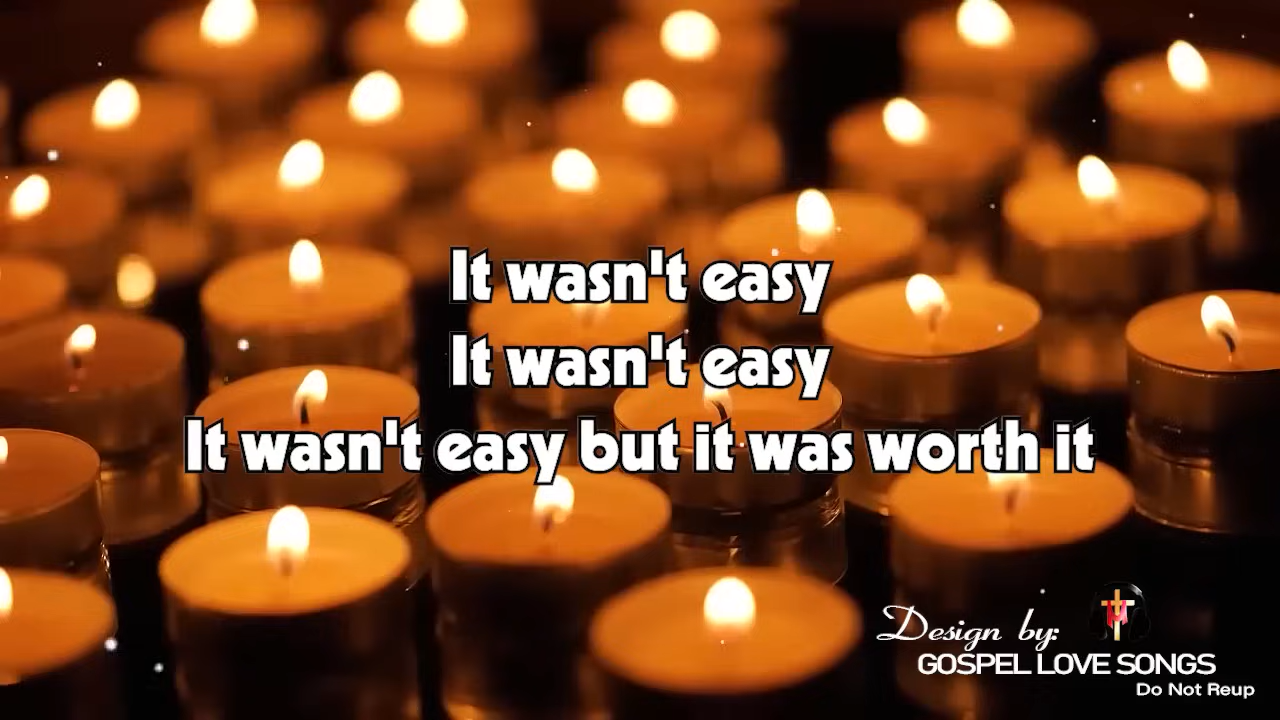 It wasn't easy
It wasn't easy
It wasn't easy but it was worth it
Design by:
GOSPEL LOVE SONGS
Do Not Reup